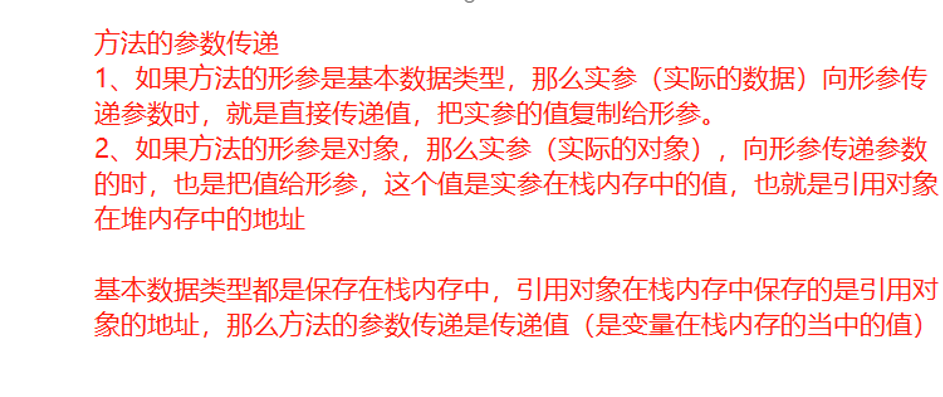 方法的参数传递
1、如果方法的形参是基本数据类型，那么实参（实际的数据）向形参传
递参数时，就是直接传递值，把实参的值复制给形参。
2、如果方法的形参是对象，那么实参（实际的对象），向形参传递参数
的时，也是把值给形参，这个值是实参在栈内存中的值，也就是引用对象
在堆内存中的地址
基本数据类型都是保存在栈内存中，引用对象在栈内存中保存的是引用对
象的地址，那么方法的参数传递是传递值（是变量在栈内存的当中的值）